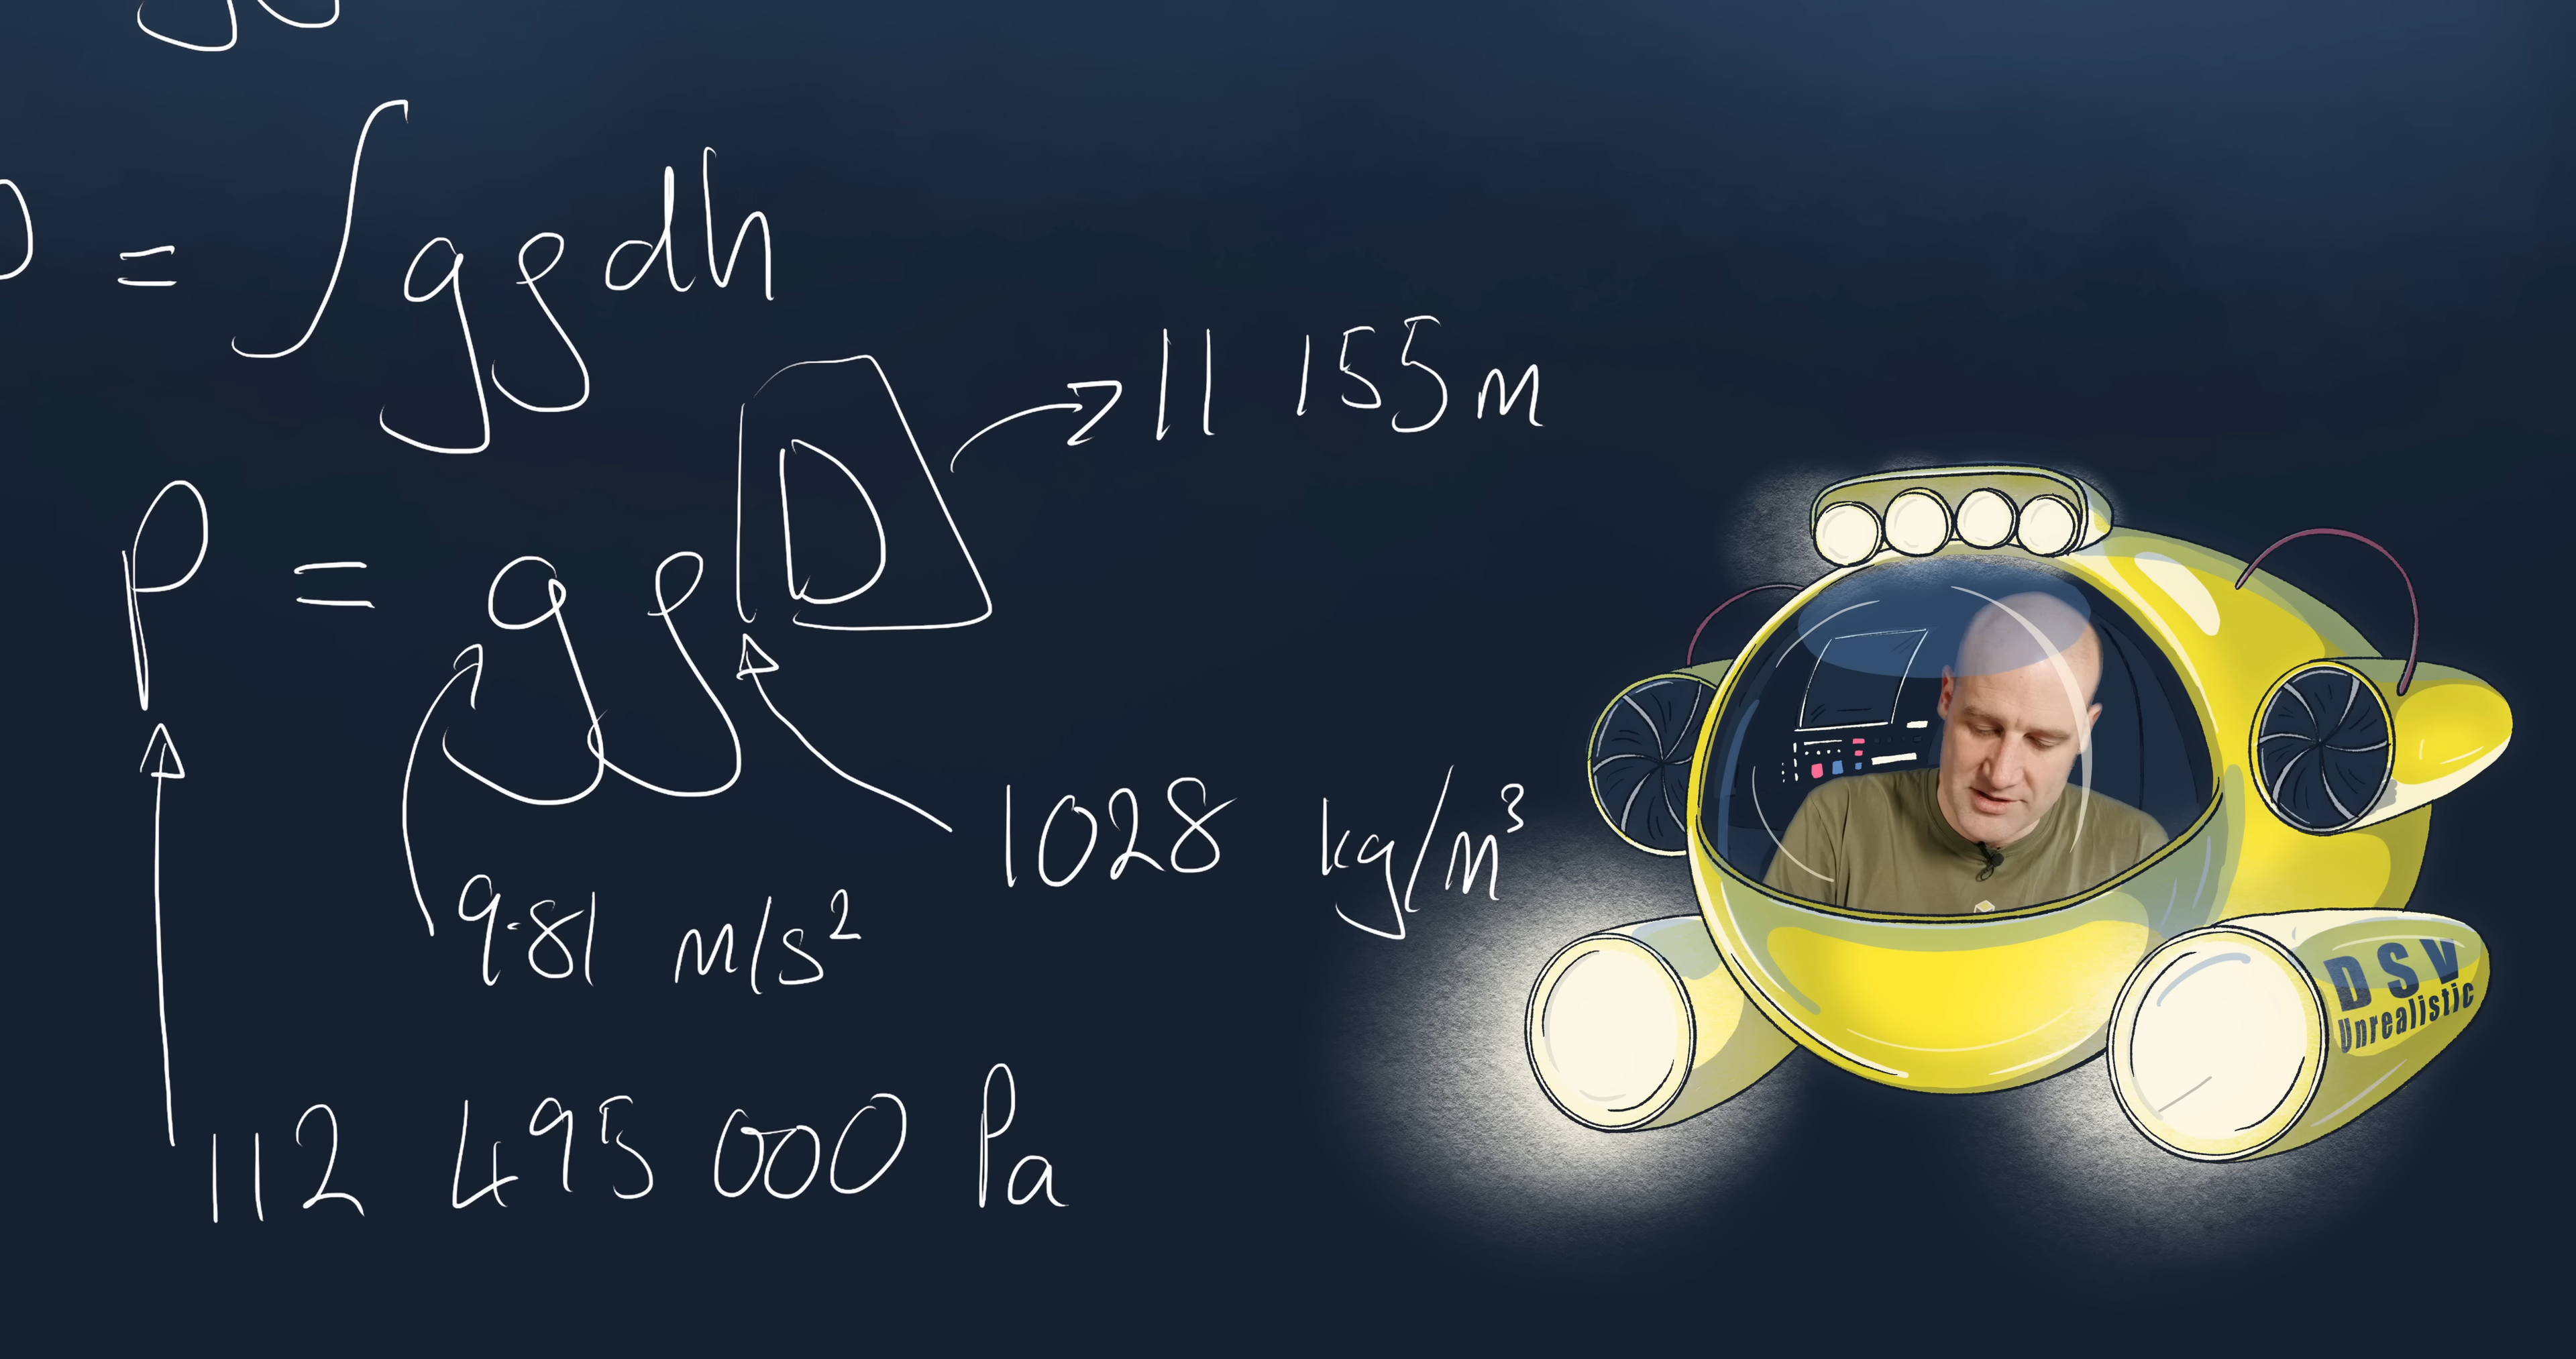 = ∫ gρdh
P = gρD
11 155m
1028 kg/m³
9.81 m/s²
112 495 000 Pa
DSV
Unrealistic